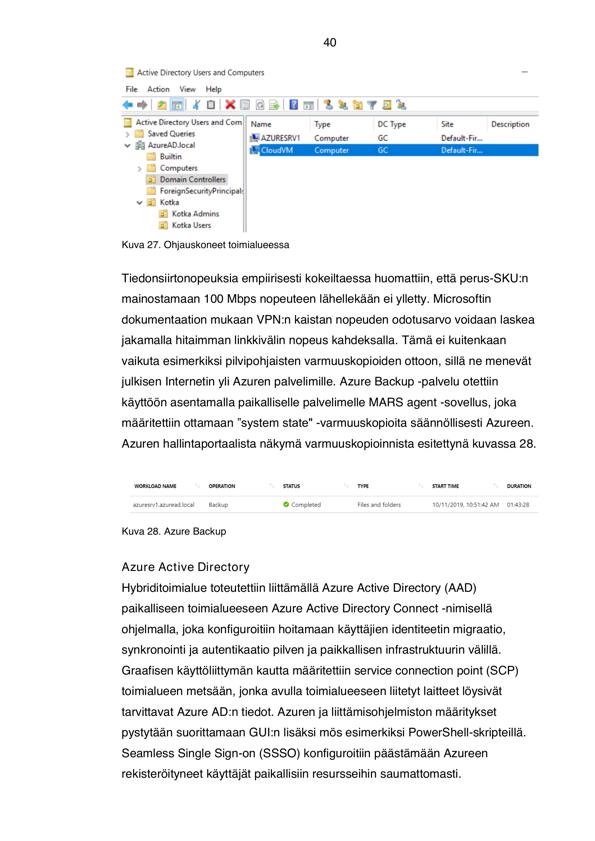 40
Active Directory Users and Computers
File Action View Help
Active Directory Users and Com
Saved Queries
AzureAD.local
Builtin
Computers
Domain Controllers
ForeignSecurityPrincipals
Kotka
Kotka Admins
Kotka Users
Name Type DC Type Site Description
AZURESRV1 Computer GC Default-Fir...
CloudVM Computer GC Default-Fir...
Kuva 27. Ohjauskoneet toimialueessa
Tiedonsiirtonopeuksia empiirisesti kokeiltaessa huomattiin, että perus-SKU:n
mainostamaan 100 Mbps nopeuteen lähellekään ei ylletty. Microsoftin
dokumentaation mukaan VPN:n kaistan nopeuden odotusarvo voidaan laskea
jakamalla hitaimman linkkivälin nopeus kahdeksalla. Tämä ei kuitenkaan
vaikuta esimerkiksi pilvipohjaisten varmuuskopioiden ottoon, sillä ne menevät
julkisen Internetin yli Azuren palvelimille. Azure Backup -palvelu otettiin
käyttöön asentamalla paikalliselle palvelimelle MARS agent -sovellus, joka
määritettiin ottamaan ”system state" -varmuuskopioita säännöllisesti Azureen.
Azuren hallintaportaalista näkymä varmuuskopioinnista esitettynä kuvassa 28.
WORKLOAD NAME OPERATION STATUS TYPE START TIME DURATION
azuresrv1.azuread.local Backup Completed Files and folders 10/11/2019, 10:51:42 AM 01:43:28
Kuva 28. Azure Backup
Azure Active Directory
Hybriditoimialue toteutettiin liittämällä Azure Active Directory (AAD)
paikalliseen toimialueeseen Azure Active Directory Connect -nimisellä
ohjelmalla, joka konfiguroitiin hoitamaan käyttäjien identiteetin migraatio,
synkronointi ja autentikaatio pilven ja paikkallisen infrastruktuurin välillä.
Graafisen käyttöliittymän kautta määritettiin service connection point (SCP)
toimialueen metsään, jonka avulla toimialueeseen liitetyt laitteet löysivät
tarvittavat Azure AD:n tiedot. Azuren ja liittämisohjelmiston määritykset
pystytään suorittamaan GUI:n lisäksi mös esimerkiksi PowerShell-skripteillä.
Seamless Single Sign-on (SSSO) konfiguroitiin päästämään Azureen
rekisteröityneet käyttäjät paikallisiin resursseihin saumattomasti.